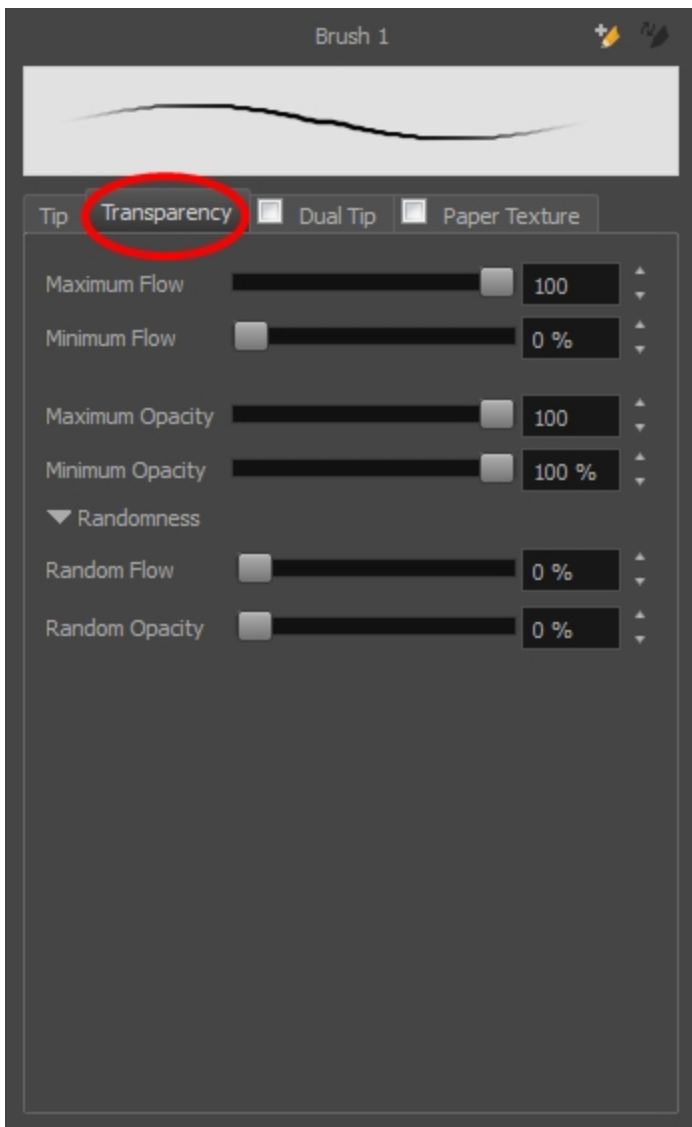 Brush 1
Tip Transparency Dual Tip Paper Texture
Maximum Flow 100
Minimum Flow 0 %
Maximum Opacity 100
Minimum Opacity 100 %
Randomness
Random Flow 0 %
Random Opacity 0 %